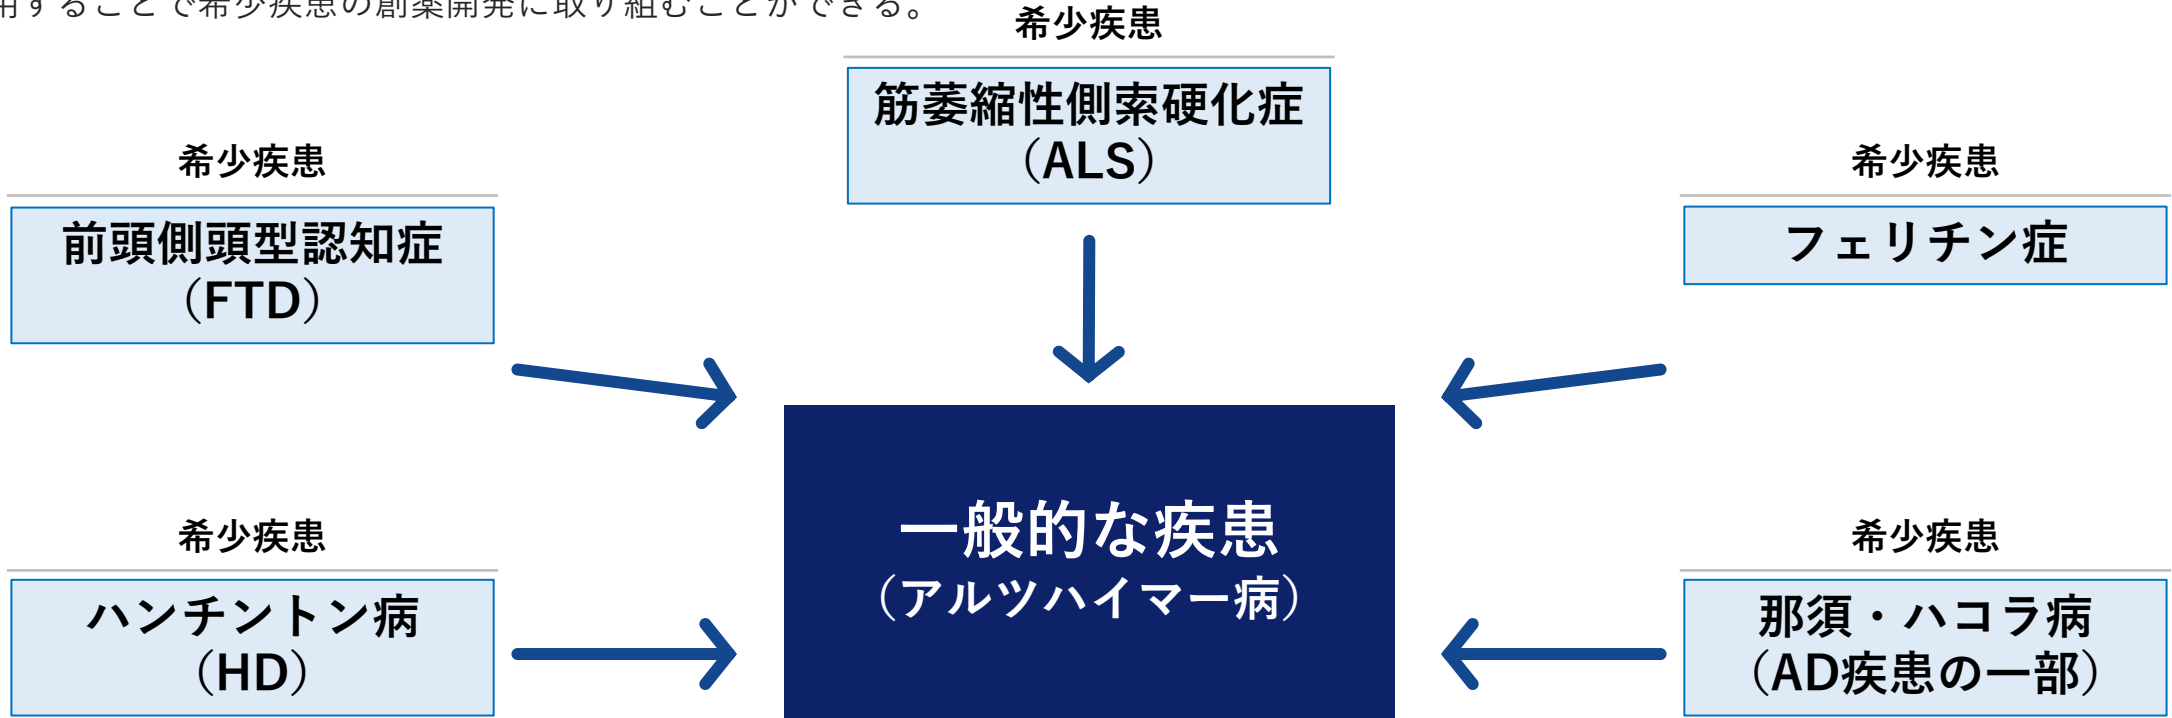 用することで希少疾患の創薬開発に取り組むことができる。
希少疾患
筋萎縮性側索硬化症
（ALS）
希少疾患
前頭側頭型認知症
（FTD）
希少疾患
フェリチン症
希少疾患
ハンチントン病
（HD）
一般的な疾患
（アルツハイマー病）
希少疾患
那須・ハコラ病
（AD疾患の一部）